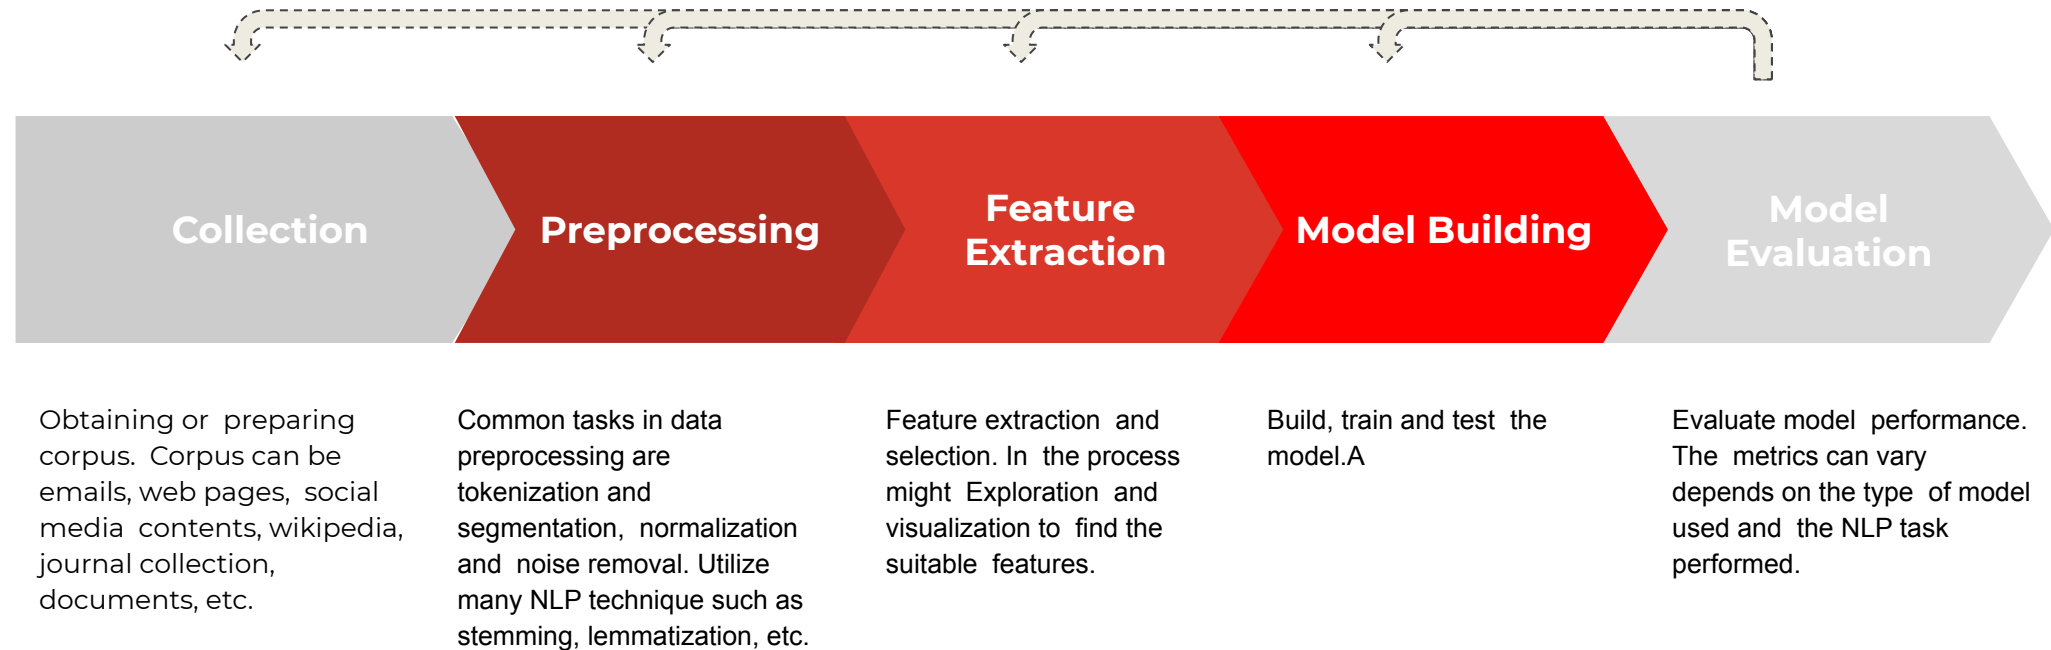 Collection
Preprocessing
Feature
Extraction
Model Building
Model
Evaluation
Obtaining or preparing
corpus. Corpus can be
emails, web pages, social
media contents, wikipedia,
journal collection,
documents, etc.
Common tasks in data
preprocessing are
tokenization and
segmentation, normalization
and noise removal. Utilize
many NLP technique such as
stemming, lemmatization, etc.
Feature extraction and
selection. In the process
might Exploration and
visualization to find the
suitable features.
Build, train and test the
model.A
Evaluate model performance.
The metrics can vary
depends on the type of model
used and the NLP task
performed.